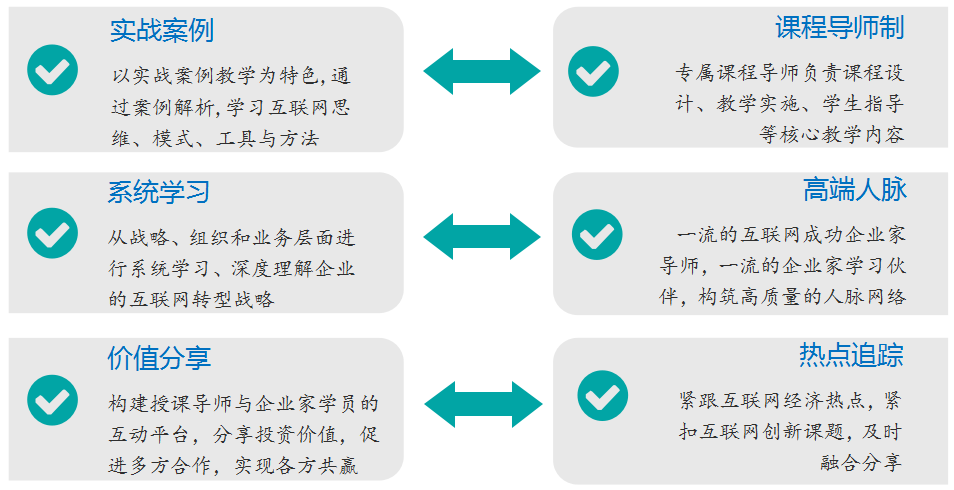 实战案例
以实战案例教学为特色,通
过案例解析,学习互联网思
维、模式、工具与方法
课程导师制
专属课程导师负责课程设
计、教学实施、学生指导
等核心教学内容
系统学习
从战略、组织和业务层面进
行系统学习、深度理解企业
的互联网转型战略
高端人脉
一流的互联网成功企业家
导师，一流的企业家学习伙
伴，构筑高质量的人脉网络
价值分享
构建授课导师与企业家学员的
互动平台，分享投资价值，促
进多方合作，实现各方共赢
热点追踪
紧跟互联网经济热点，紧
扣互联网创新课题，及时
融合分享